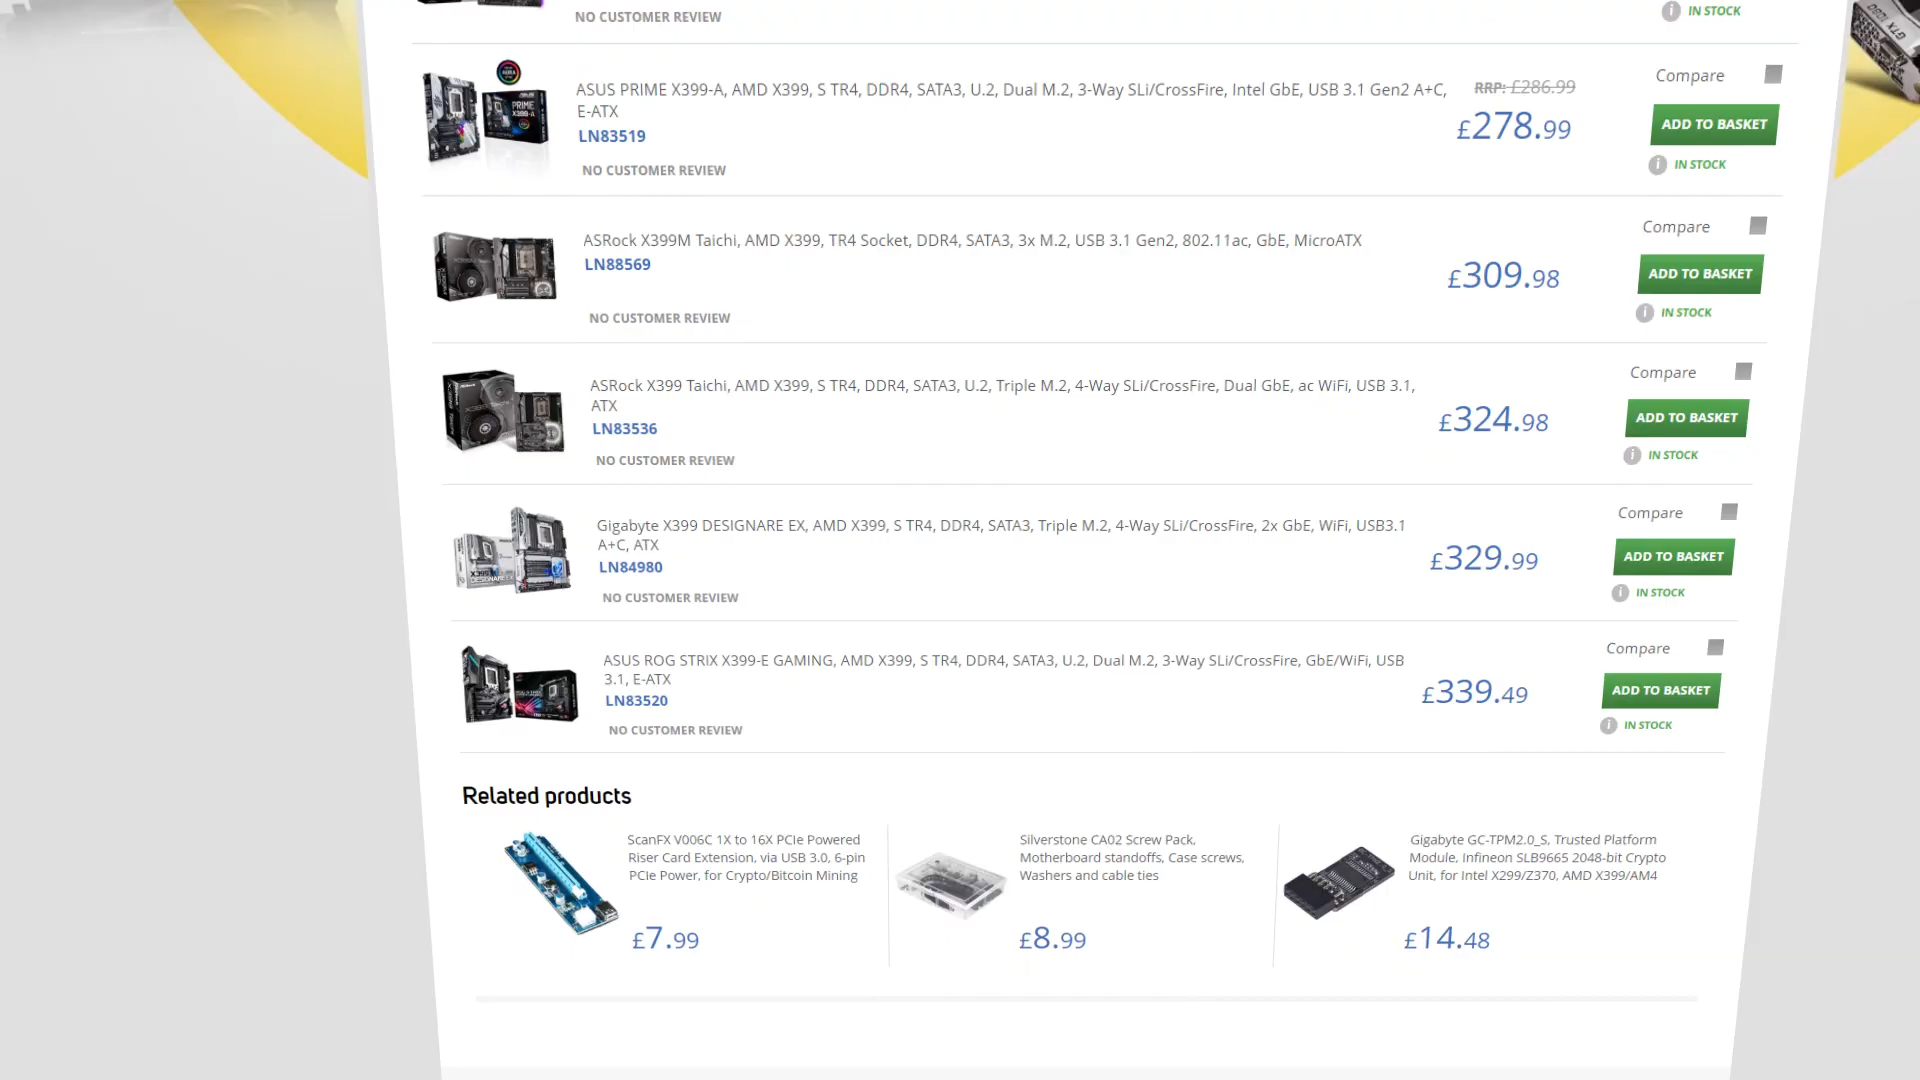 NO CUSTOMER REVIEW
IN STOCK
ASUS PRIME X399-A, AMD X399, S TR4, DDR4, SATA3, U.2, Dual M.2, 3-Way SLi/CrossFire, Intel GbE, USB 3.1 Gen2 A+C,
E-ATX
LN83519
NO CUSTOMER REVIEW
RRP: £286.99
£278.99
Compare
ADD TO BASKET
IN STOCK
PRIME
X399-A
ASRock X399M Taichi, AMD X399, TR4 Socket, DDR4, SATA3, 3x M.2, USB 3.1 Gen2, 802.11ac, GbE, MicroATX
LN88569
NO CUSTOMER REVIEW
£309.98
Compare
ADD TO BASKET
IN STOCK
ASRock X399 Taichi, AMD X399, S TR4, DDR4, SATA3, U.2, Triple M.2, 4-Way SLi/CrossFire, Dual GbE, ac WiFi, USB 3.1,
ATX
LN83536
NO CUSTOMER REVIEW
£324.98
Compare
ADD TO BASKET
IN STOCK
Gigabyte X399 DESIGNARE EX, AMD X399, S TR4, DDR4, SATA3, Triple M.2, 4-Way SLi/CrossFire, 2x GbE, WiFi, USB3.1
A+C, ATX
LN84980
NO CUSTOMER REVIEW
£329.99
Compare
ADD TO BASKET
IN STOCK
ASUS ROG STRIX X399-E GAMING, AMD X399, S TR4, DDR4, SATA3, U.2, Dual M.2, 3-Way SLi/CrossFire, GbE/WiFi, USB
3.1, E-ATX
LN83520
NO CUSTOMER REVIEW
£339.49
Compare
ADD TO BASKET
IN STOCK
Related products
ScanFX V006C 1X to 16X PCIe Powered
Riser Card Extension, via USB 3.0, 6-pin
PCIe Power, for Crypto/Bitcoin Mining
£7.99
Silverstone CA02 Screw Pack,
Motherboard standoffs, Case screws,
Washers and cable ties
£8.99
Gigabyte GC-TPM2.0_S, Trusted Platform
Module, Infineon SLB9665 2048-bit Crypto
Unit, for Intel X299/Z370, AMD X399/AM4
£14.48
GTX 1080